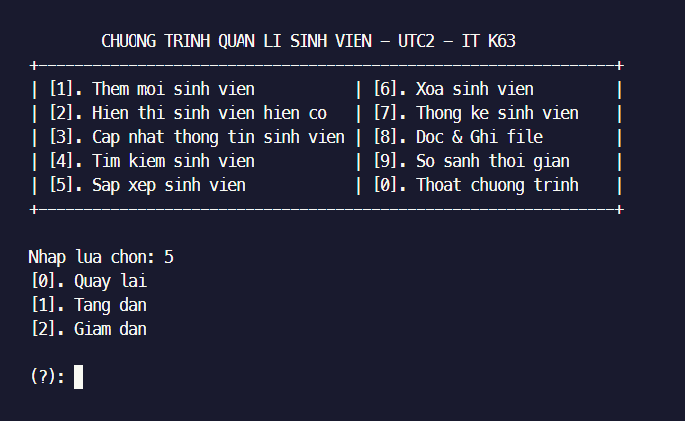 CHUONG TRINH QUAN LI SINH VIEN – UTC2 – IT K63
[1]. Them moi sinh vien | [6]. Xoa sinh vien
[2]. Hien thi sinh vien hien co | [7]. Thong ke sinh vien
[3]. Cap nhat thong tin sinh vien | [8]. Doc & Ghi file
[4]. Tim kiem sinh vien | [9]. So sanh thoi gian
[5]. Sap xep sinh vien | [0]. Thoat chuong trinh
Nhap lua chon: 5
[0]. Quay lai
[1]. Tang dan
[2]. Giam dan
(?):